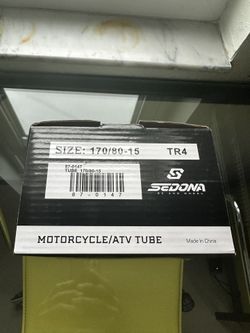 SIZE: 170/80-15 TR4
87-0147
TUBE 170/80-15
87-0147
SEDONA
MOTORCYCLE/ATV TUBE
Made in China